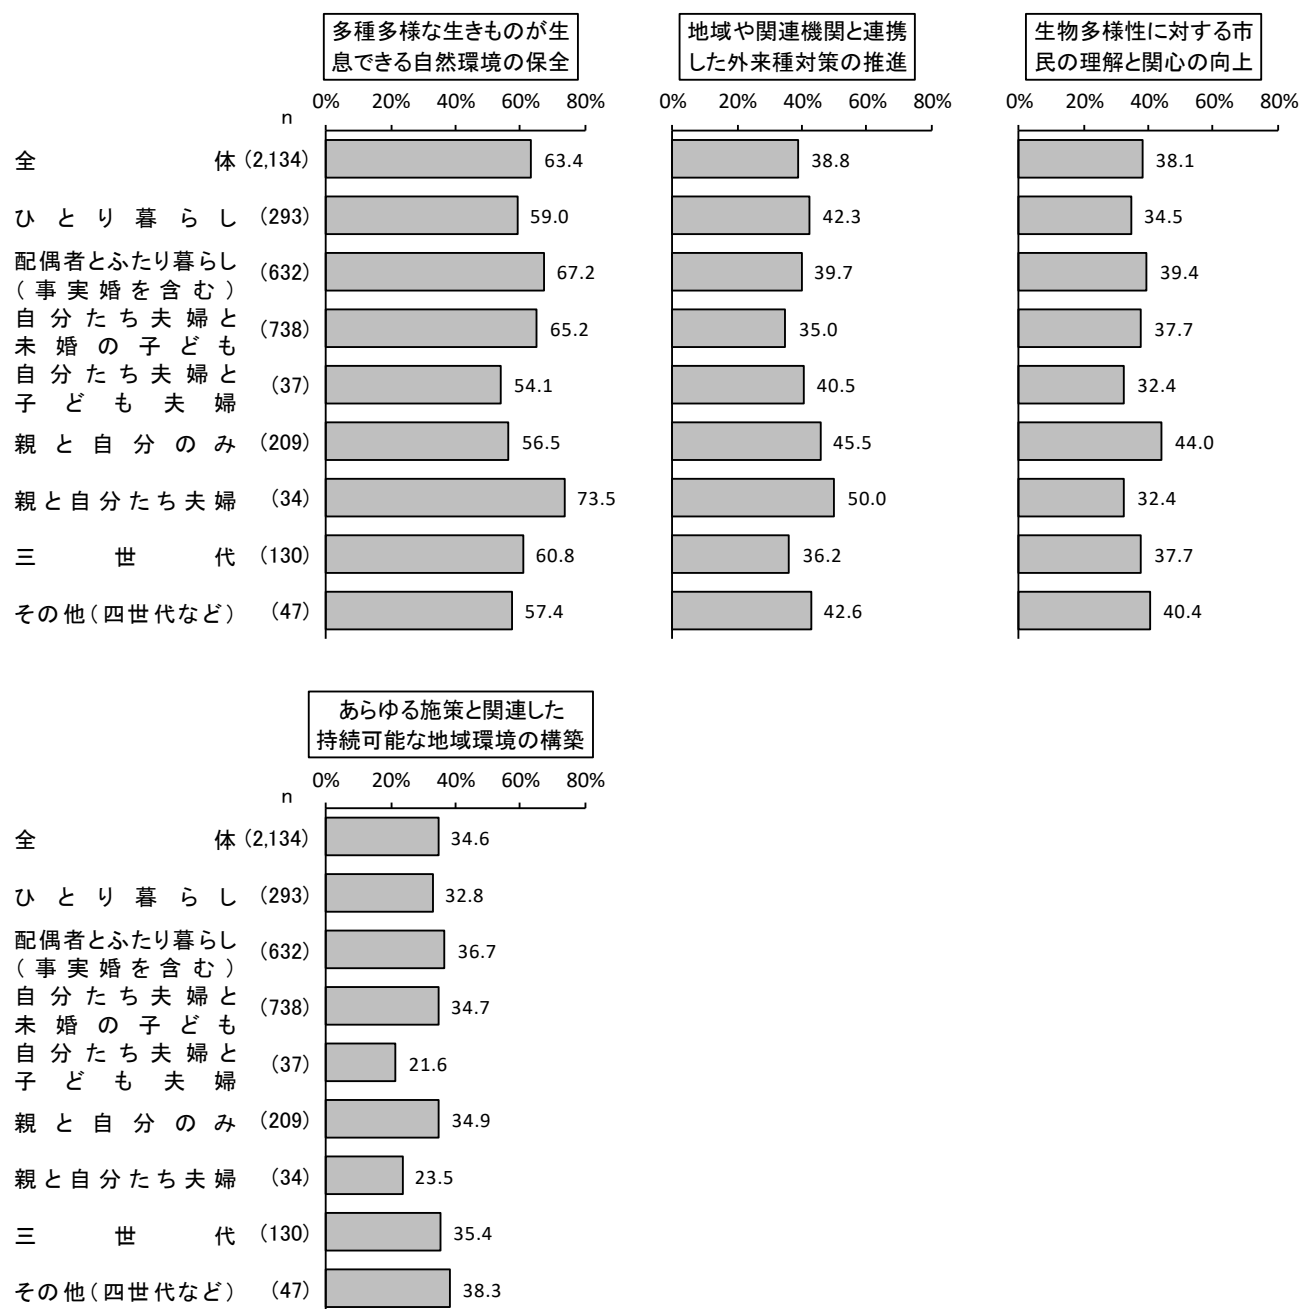 多種多様な生きものが生
息できる自然環境の保全
地域や関連機関と連携
した外来種対策の推進
生物多様性に対する市
民の理解と関心の向上
0% 20% 40% 60% 80% 0% 20% 40% 60% 80% 0% 20% 40% 60% 80%
n
全体 (2,134) 63.4 38.8 38.1
ひとり暮らし (293) 59.0 42.3 34.5
配偶者とふたり暮らし
(事実婚を含む) (632) 67.2 39.7 39.4
自分たち夫婦と
未婚の子ども (738) 65.2 35.0 37.7
自分たち夫婦と
子ども夫婦 (37) 54.1 40.5 32.4
親と自分のみ (209) 56.5 45.5 44.0
親と自分たち夫婦 (34) 73.5 50.0 32.4
三世代 (130) 60.8 36.2 37.7
その他(四世代など) (47) 57.4 42.6 40.4
あらゆる施策と関連した
持続可能な地域環境の構築
0% 20% 40% 60% 80%
n
全体 (2,134) 34.6
ひとり暮らし (293) 32.8
配偶者とふたり暮らし
(事実婚を含む) (632) 36.7
自分たち夫婦と
未婚の子ども (738) 34.7
自分たち夫婦と
子ども夫婦 (37) 21.6
親と自分のみ (209) 34.9
親と自分たち夫婦 (34) 23.5
三世代 (130) 35.4
その他(四世代など) (47) 38.3